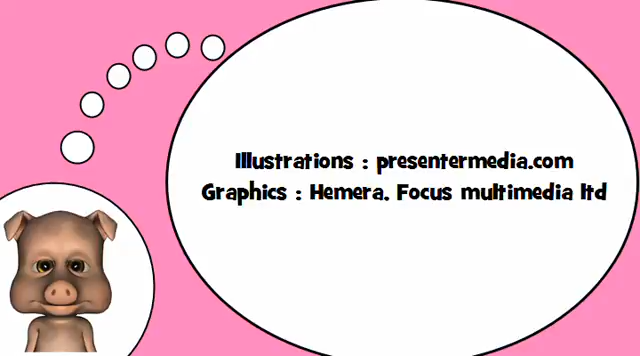 Illustrations : presentermedia.com
Graphics : Hemera. Focus multimedia ltd